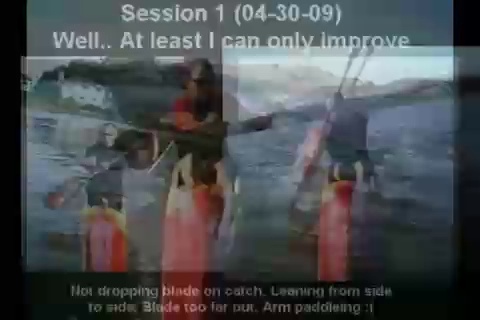 Session 1 (04-30-09)
Well.. At least I can only improve
Not dropping blade on catch. Leaning from side
to side. Blade too far out. Arm paddleing :(